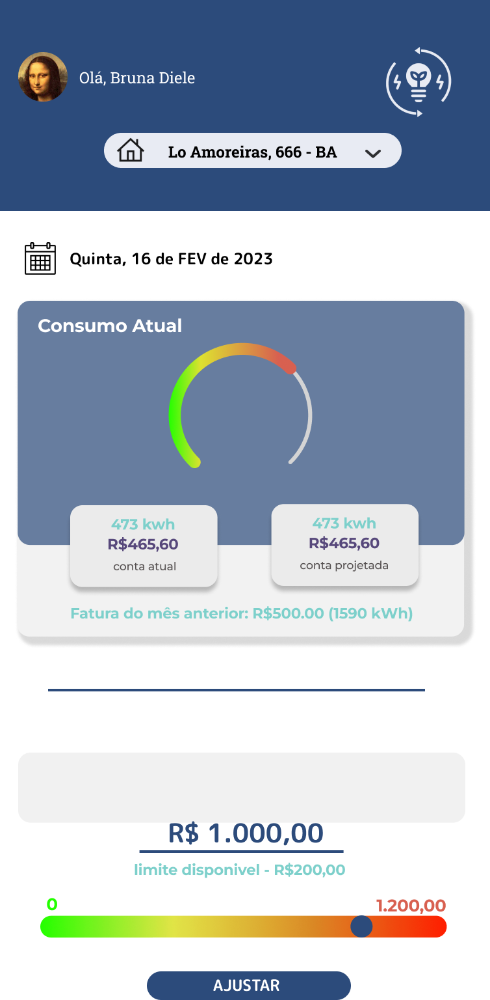 Olá, Bruna Diele
Lo Amoreiras, 666 - BA
Quinta, 16 de FEV de 2023
Consumo Atual
473 kwh
R$465,60
conta atual
473 kwh
R$465,60
conta projetada
Fatura do mês anterior: R$500.00 (1590 kWh)
R$ 1.000,00
limite disponivel - R$200,00
0
1.200,00
AJUSTAR